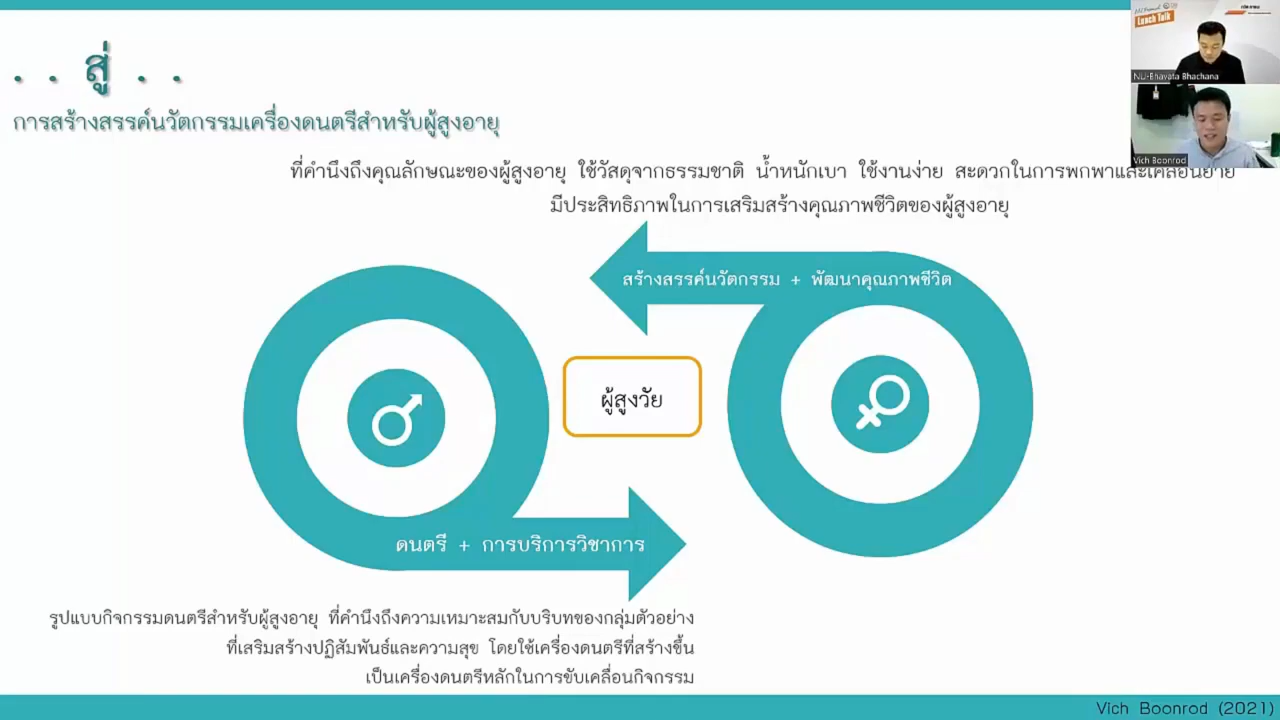 . . สู่ . .
การสร้างสรรค์นวัตกรรมเครื่องดนตรีสำหรับผู้สูงอายุ
ที่คำนึงถึงคุณลักษณะของผู้สูงอายุ ใช้วัสดุจากธรรมชาติ น้ำหนักเบา ใช้งานง่าย สะดวกในการพกพาและเคลื่อนย้าย
มีประสิทธิภาพในการเสริมสร้างคุณภาพชีวิตของผู้สูงอายุ
สร้างสรรค์นวัตกรรม + พัฒนาคุณภาพชีวิต
ผู้สูงวัย
ดนตรี + การบริการวิชาการ
รูปแบบกิจกรรมดนตรีสำหรับผู้สูงอายุ ที่คำนึงถึงความเหมาะสมกับบริบทของกลุ่มตัวอย่าง
ที่เสริมสร้างปฏิสัมพันธ์และความสุข โดยใช้เครื่องดนตรีที่สร้างขึ้น
เป็นเครื่องดนตรีหลักในการขับเคลื่อนกิจกรรม
Vich Boonrod (2021)
Leach Talk
NU-Bhavata Bhachana
Vich Boonrod